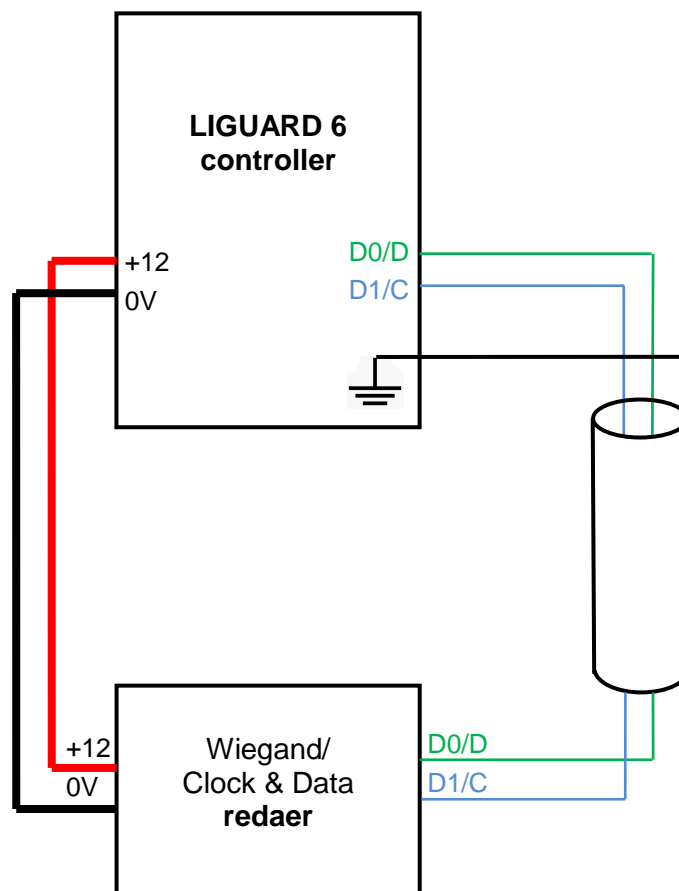 LIGUARD 6
controller
+12
0V
D0/D
D1/C
+12
0V
Wiegand/
Clock & Data
redaer
D0/D
D1/C